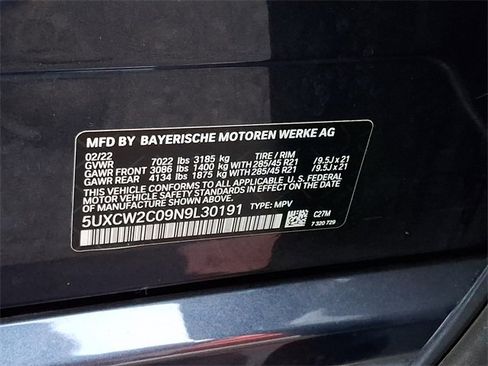 MFD BY BAYERISCHE MOTOREN WERKE AG
02/22
GVWR 7022 lbs 3185 kg TIRE / RIM
GAWR FRONT 3086 lbs 1400 kg WITH 285/45 R21 /9.5J x 21
GAWR REAR 4134 lbs 1875 kg WITH 285/45 R21 /9.5J x 21
THIS VEHICLE CONFORMS TO ALL APPLICABLE U. S. FEDERAL
MOTOR VEHICLE SAFETY STANDARDS IN EFFECT ON THE DATE OF
MANUFACTURE SHOWN ABOVE.
5UXCW2C09N9L30191 TYPE: MPV
C27M
7 320 729